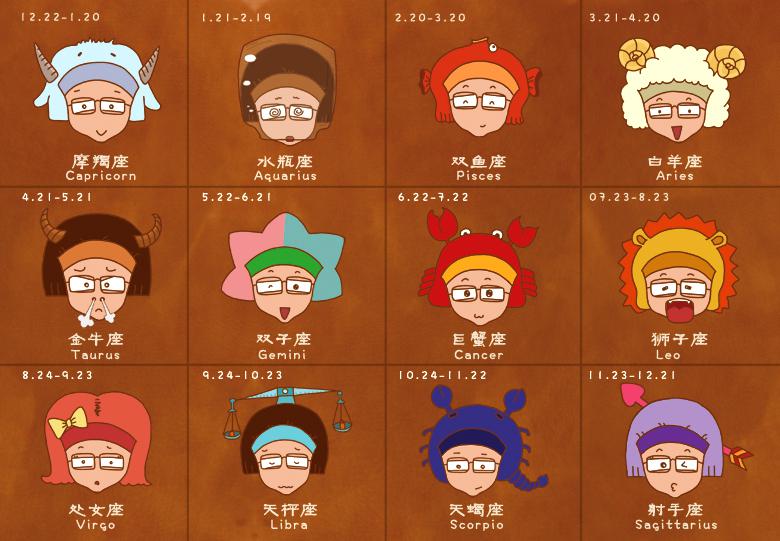 12.22-1.20
1.21-2.19
2.20-3.20
3.21-4.20
摩羯座
Capricorn
水瓶座
Aquarius
双鱼座
Pisces
白羊座
Aries
4.21-5.21
5.22-6.21
6.22-7.22
07.23-8.23
金牛座
Taurus
双子座
Gemini
巨蟹座
Cancer
狮子座
Leo
8.24-9.23
9.24-10.23
10.24-11.22
11.23-12.21
处女座
Virgo
天秤座
Libra
天蝎座
Scorpio
射手座
Sagittarius